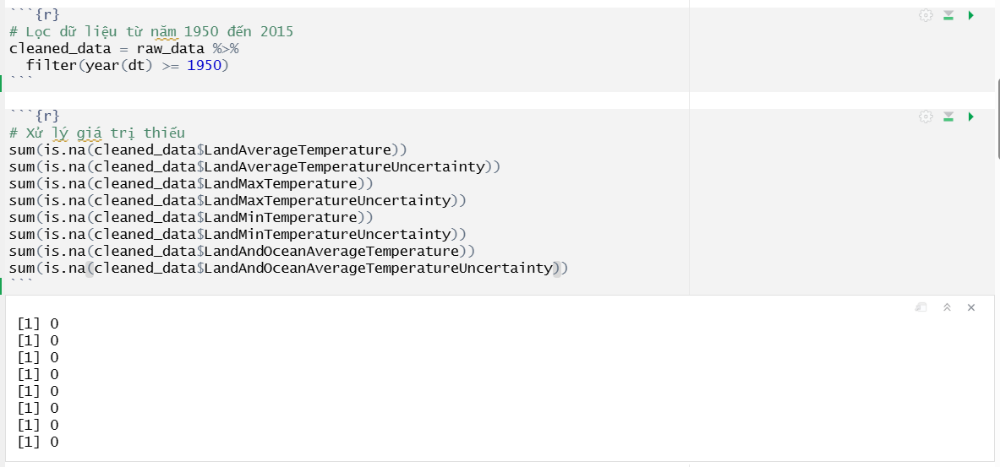 ```{r}
# Lọc dữ liệu từ năm 1950 đến 2015
cleaned_data = raw_data %>%
  filter(year(dt) >= 1950)
```
```{r}
# Xử lý giá trị thiếu
sum(is.na(cleaned_data$LandAverageTemperature))
sum(is.na(cleaned_data$LandAverageTemperatureUncertainty))
sum(is.na(cleaned_data$LandMaxTemperature))
sum(is.na(cleaned_data$LandMaxTemperatureUncertainty))
sum(is.na(cleaned_data$LandMinTemperature))
sum(is.na(cleaned_data$LandMinTemperatureUncertainty))
sum(is.na(cleaned_data$LandAndOceanAverageTemperature))
sum(is.na(cleaned_data$LandAndOceanAverageTemperatureUncertainty))
```
[1] 0
[1] 0
[1] 0
[1] 0
[1] 0
[1] 0
[1] 0
[1] 0